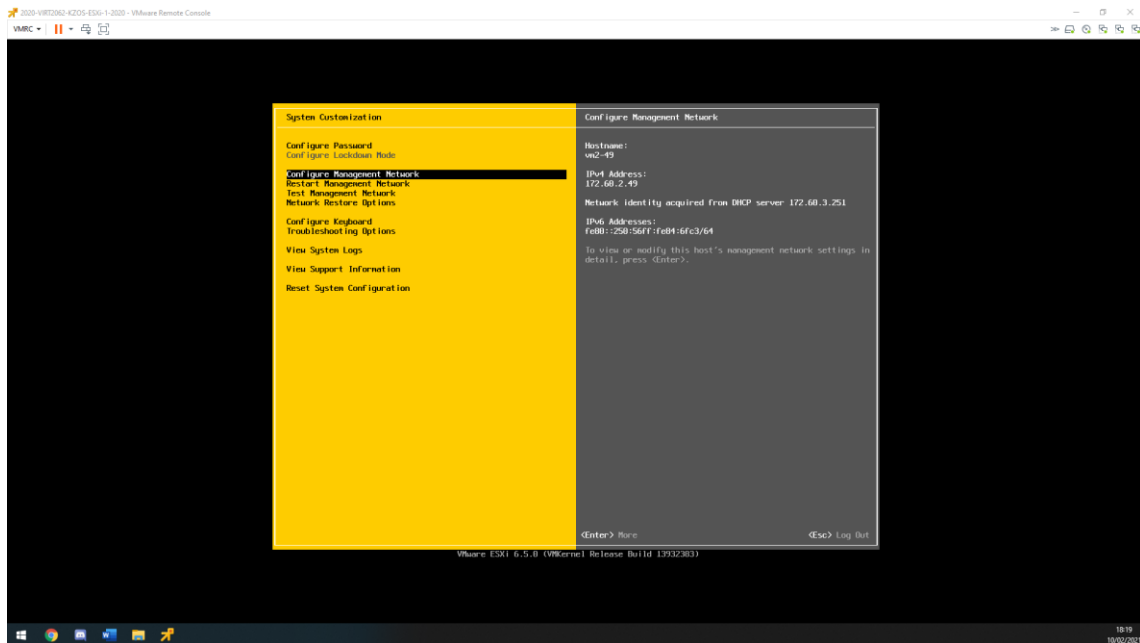 2020-VIRT2062-KZOS-ESXi-1-2020 - VMware Remote Console
VMRC
System Customization
Configure Password
Configure Lockdown Mode
Configure Management Network
Restart Management Network
Test Management Network
Network Restore Options
Configure Keyboard
Troubleshooting Options
View System Logs
View Support Information
Reset System Configuration
Configure Management Network
Hostname:
vm2-49
IPv4 Address:
172.60.2.49
Network identity acquired from DHCP server 172.60.3.251
IPv6 Addresses:
fe80::250:56ff:fe84:6fc3/64
To view or modify this host's management network settings in
detail, press <Enter>.
<Enter> More
<Esc> Log Out
VMware ESXi 6.5.0 (VMKernel Release Build 13932383)
18:19
10/02/2021